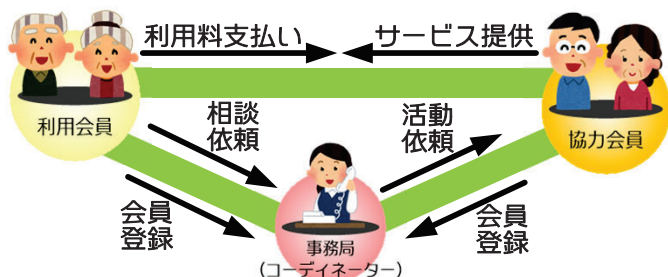 利用料支払い
サービス提供
利用会員
協力会員
相談
依頼
活動
依頼
会員
登録
会員
登録
事務局
(コーディネーター)